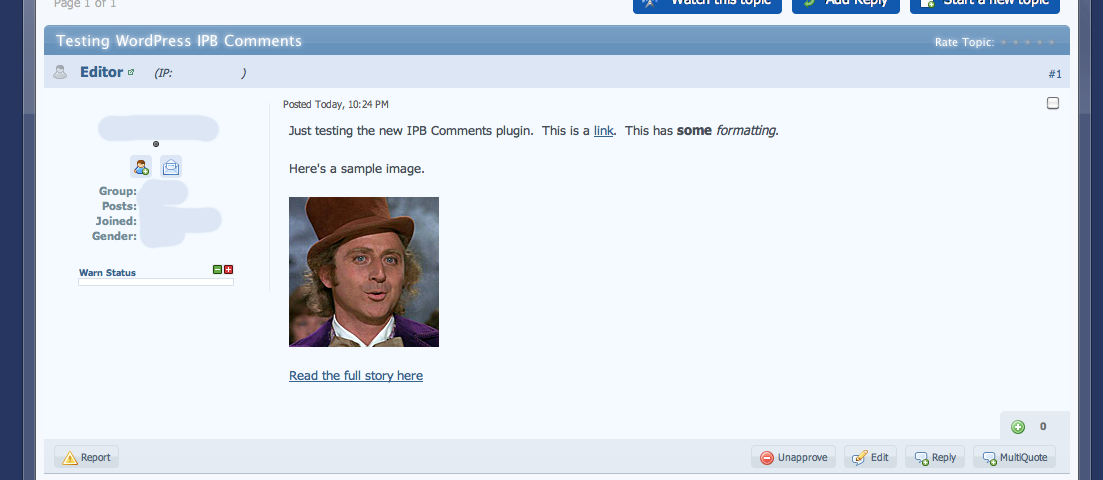 Page 1 of 1
Watch this topic
Add Reply
Start a new topic
Testing WordPress IPB Comments
Rate Topic:
Editor (IP: )
#1
Posted Today, 10:24 PM
Just testing the new IPB Comments plugin. This is a link. This has some formatting.
Here's a sample image.
Group:
Posts:
Joined:
Gender:
Warn Status
Read the full story here
0
Report
Unapprove
Edit
Reply
MultiQuote